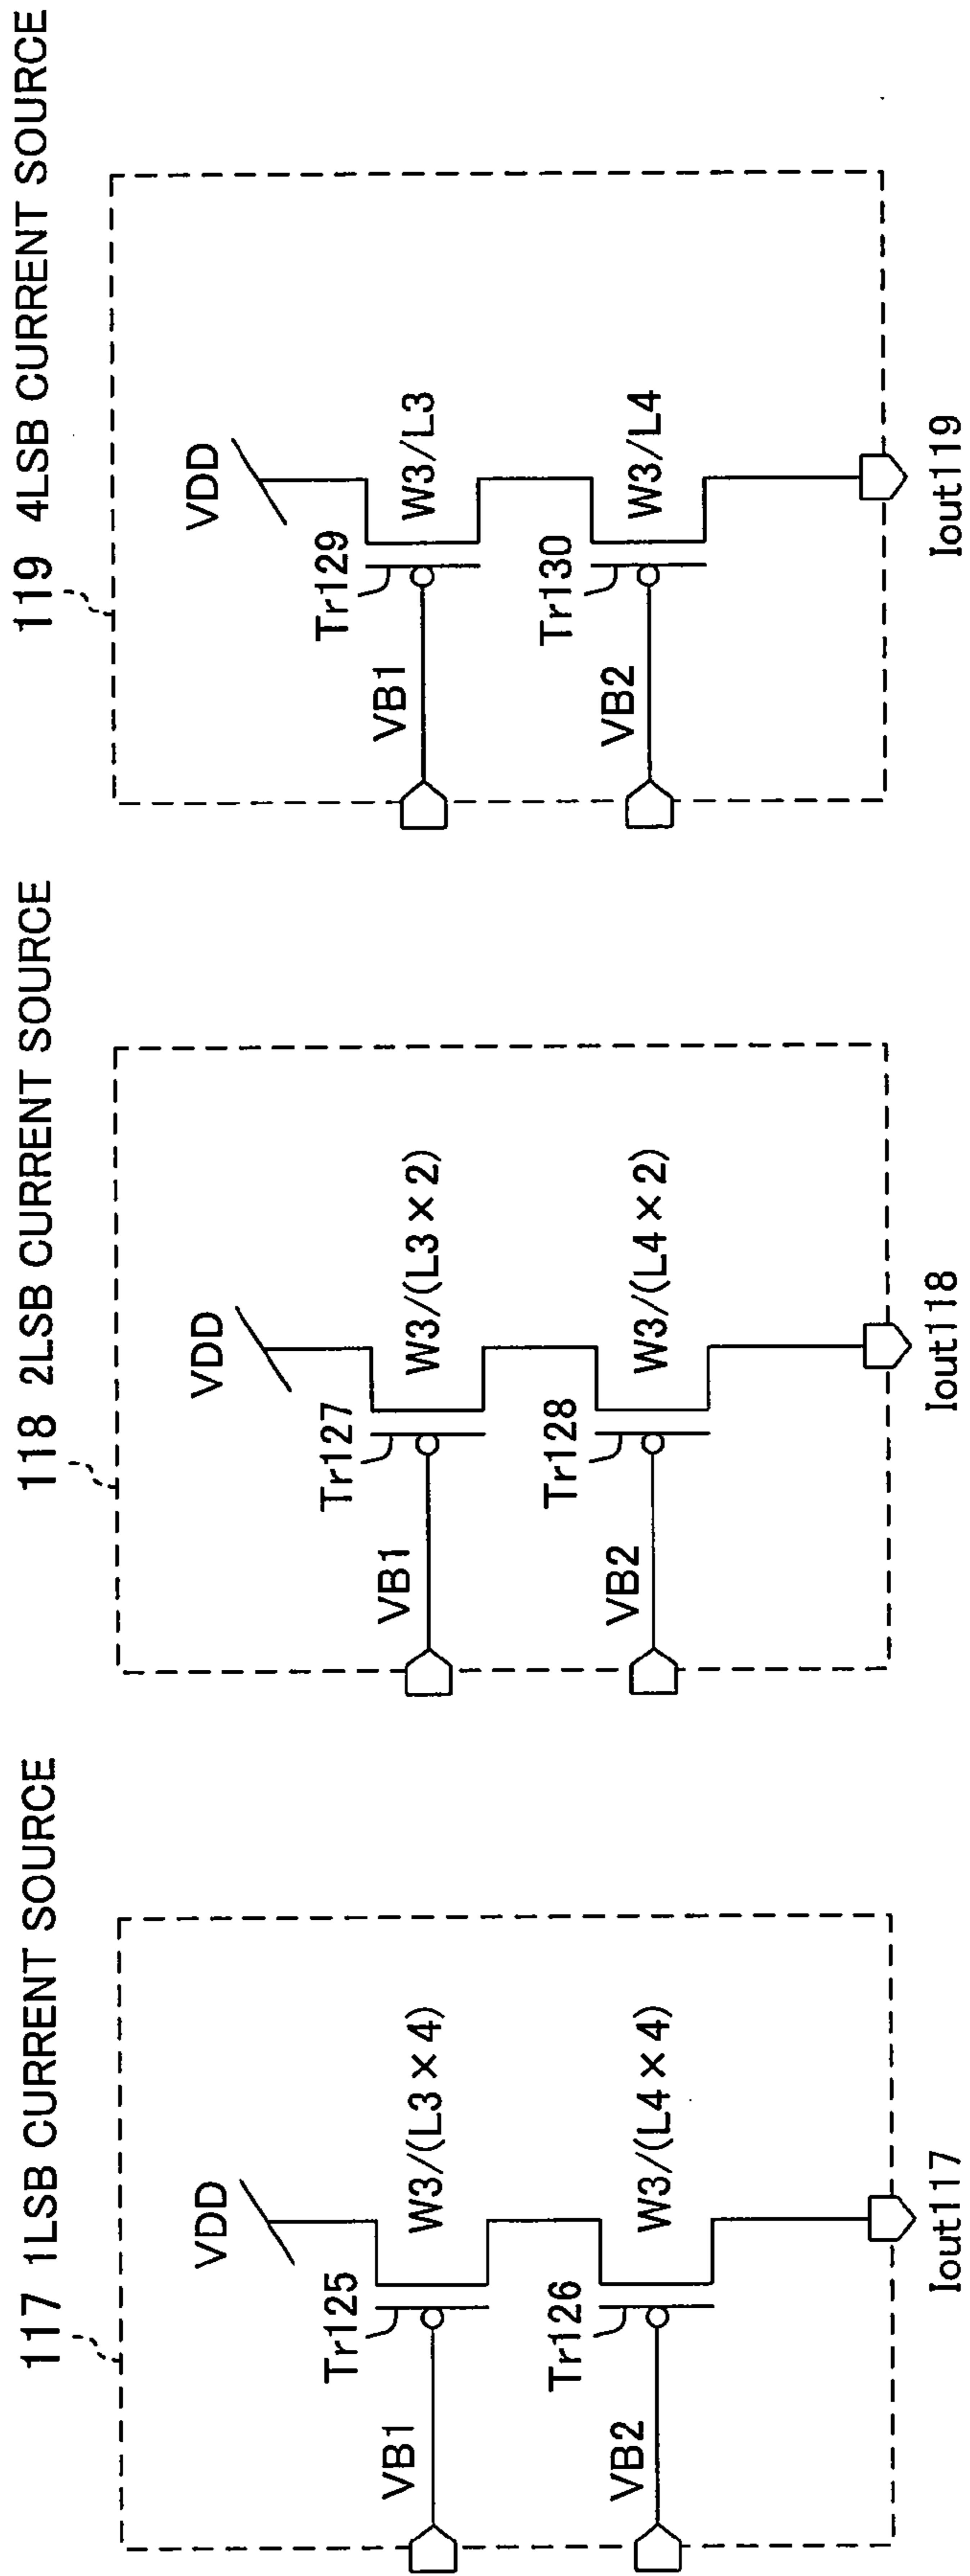 117 1LSB CURRENT SOURCE
VDD
Tr125
W3/(L3×4)
VB1
Tr126
W3/(L4×4)
VB2
Iout117
118 2LSB CURRENT SOURCE
VDD
Tr127
W3/(L3×2)
VB1
Tr128
W3/(L4×2)
VB2
Iout118
119 4LSB CURRENT SOURCE
VDD
Tr129
W3/L3
VB1
Tr130
W3/L4
VB2
Iout119